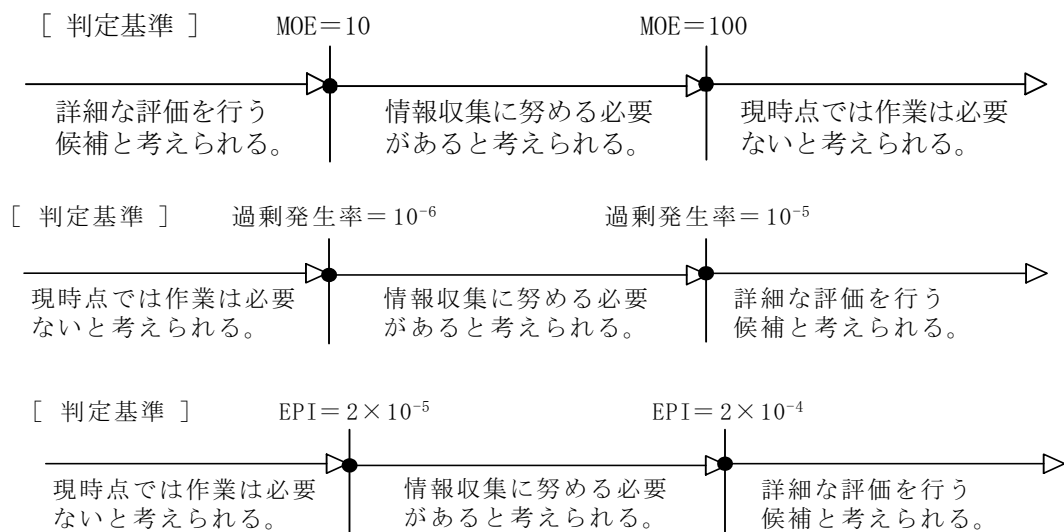 [ 判定基準 ] MOE=10 MOE=100
詳細な評価を行う 情報収集に努める必要 現時点では作業は必要
候補と考えられる。 があると考えられる。 ないと考えられる。
[ 判定基準 ] 過剰発生率=10⁻⁶ 過剰発生率=10⁻⁵
現時点では作業は必要 情報収集に努める必要 詳細な評価を行う
ないと考えられる。 があると考えられる。 候補と考えられる。
[ 判定基準 ] EPI=2×10⁻⁵ EPI=2×10⁻⁴
現時点では作業は必要 情報収集に努める必要 詳細な評価を行う
ないと考えられる。 があると考えられる。 候補と考えられる。